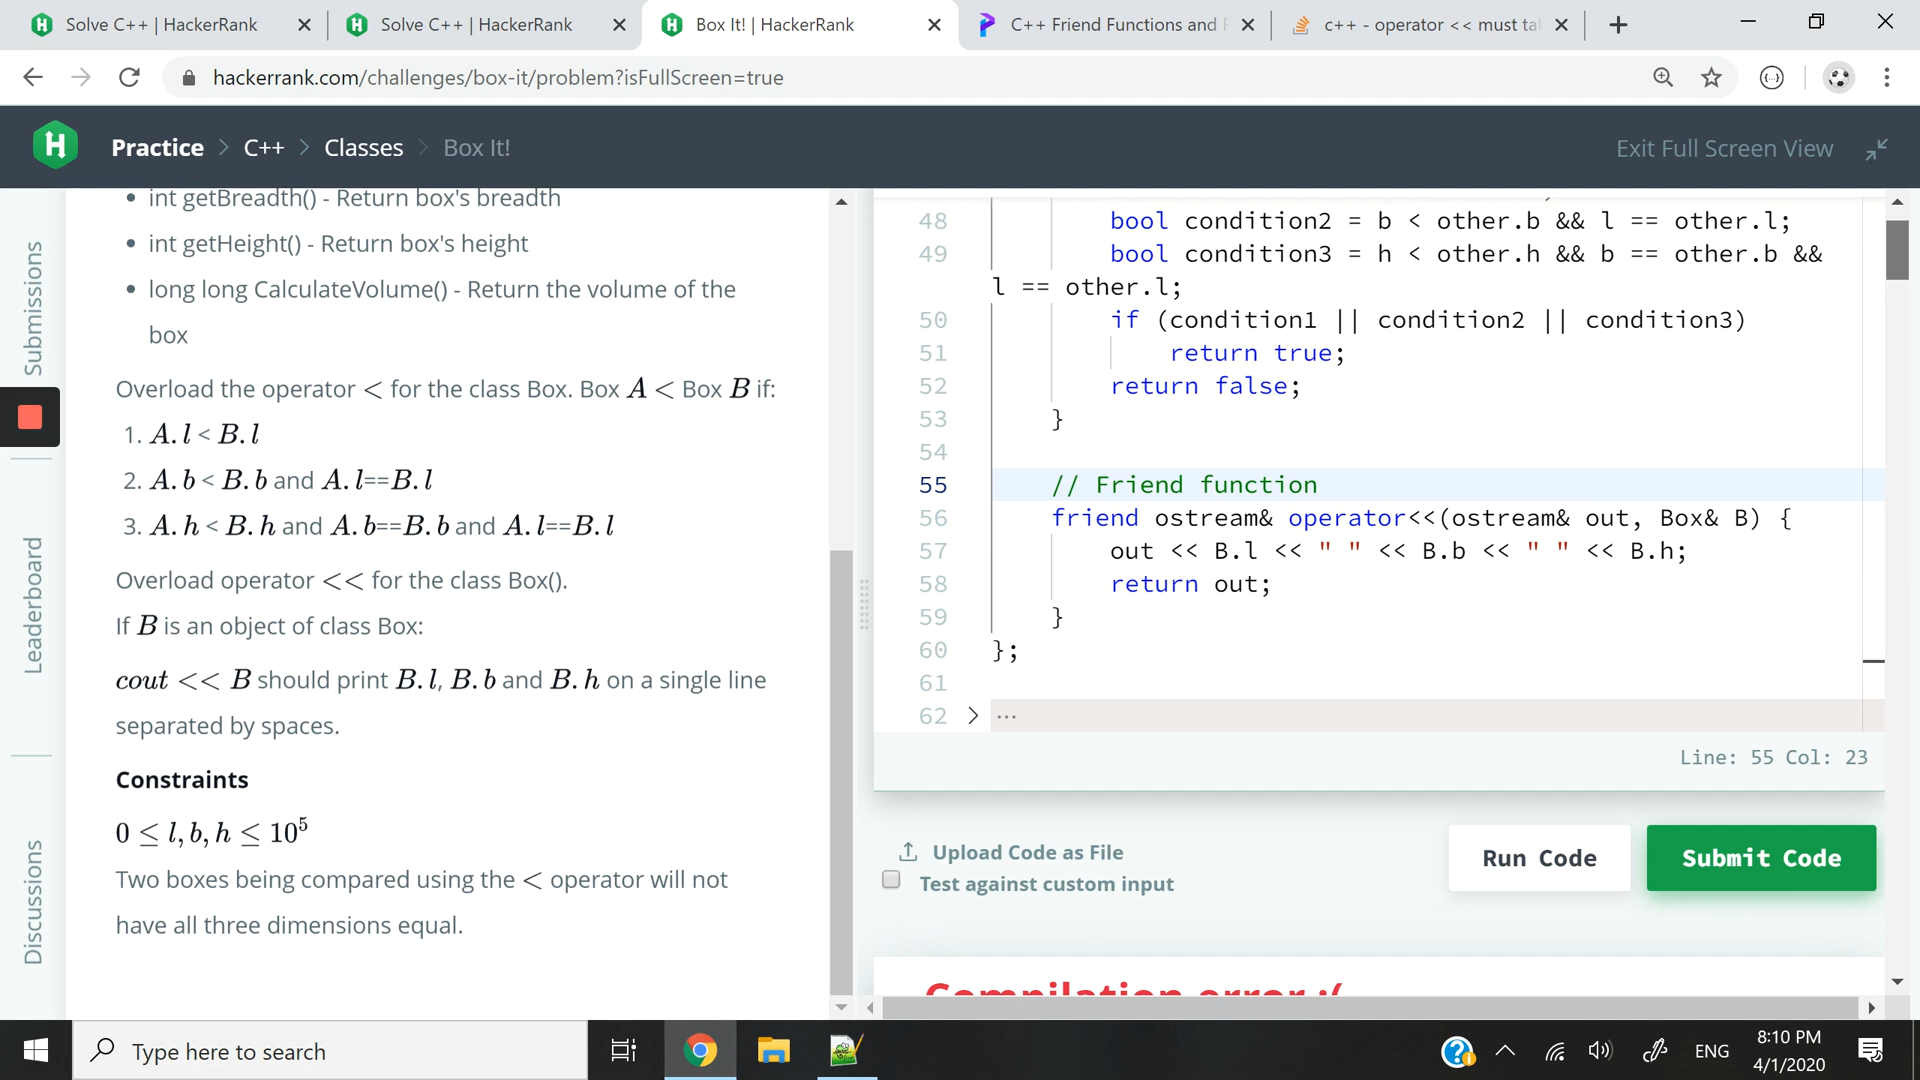 Solve C++ | HackerRank
Solve C++ | HackerRank
Box It! | HackerRank
C++ Friend Functions and F
c++ - operator << must tak
hackerrank.com/challenges/box-it/problem?isFullScreen=true
Practice > C++ > Classes > Box It!
Exit Full Screen View
Submissions
Leaderboard
Discussions
• int getBreadth() - Return box's breadth
• int getHeight() - Return box's height
• long long CalculateVolume() - Return the volume of the
box
Overload the operator < for the class Box. Box A < Box B if:
1. A.l < B.l
2. A.b < B.b and A.l==B.l
3. A.h < B.h and A.b==B.b and A.l==B.l
Overload operator << for the class Box().
If B is an object of class Box:
cout << B should print B.l, B.b and B.h on a single line
separated by spaces.
Constraints
0 ≤ l, b, h ≤ 10^5
Two boxes being compared using the < operator will not
have all three dimensions equal.
48 bool condition2 = b < other.b && l == other.l;
49 bool condition3 = h < other.h && b == other.b &&
l == other.l;
50 if (condition1 || condition2 || condition3)
51 return true;
52 return false;
53 }
54
55 // Friend function
56 friend ostream& operator<<(ostream& out, Box& B) {
57 out << B.l << " " << B.b << " " << B.h;
58 return out;
59 }
60 };
61
62 > ...
Line: 55 Col: 23
Upload Code as File
Test against custom input
Run Code
Submit Code
Compilation error :(
Type here to search
ENG
8:10 PM
4/1/2020